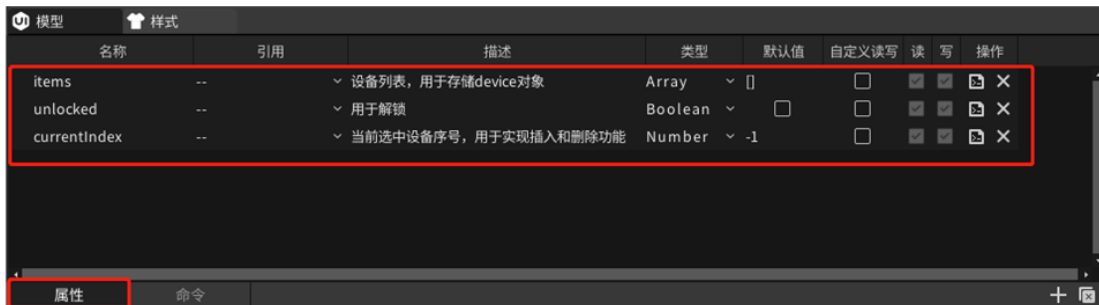 UI 模型 样式
名称 引用 描述 类型 默认值 自定义读写 读 写 操作
items -- 设备列表，用于存储device对象 Array []
unlocked -- 用于解锁 Boolean
currentIndex -- 当前选中设备序号，用于实现插入和删除功能 Number -1
属性 命令